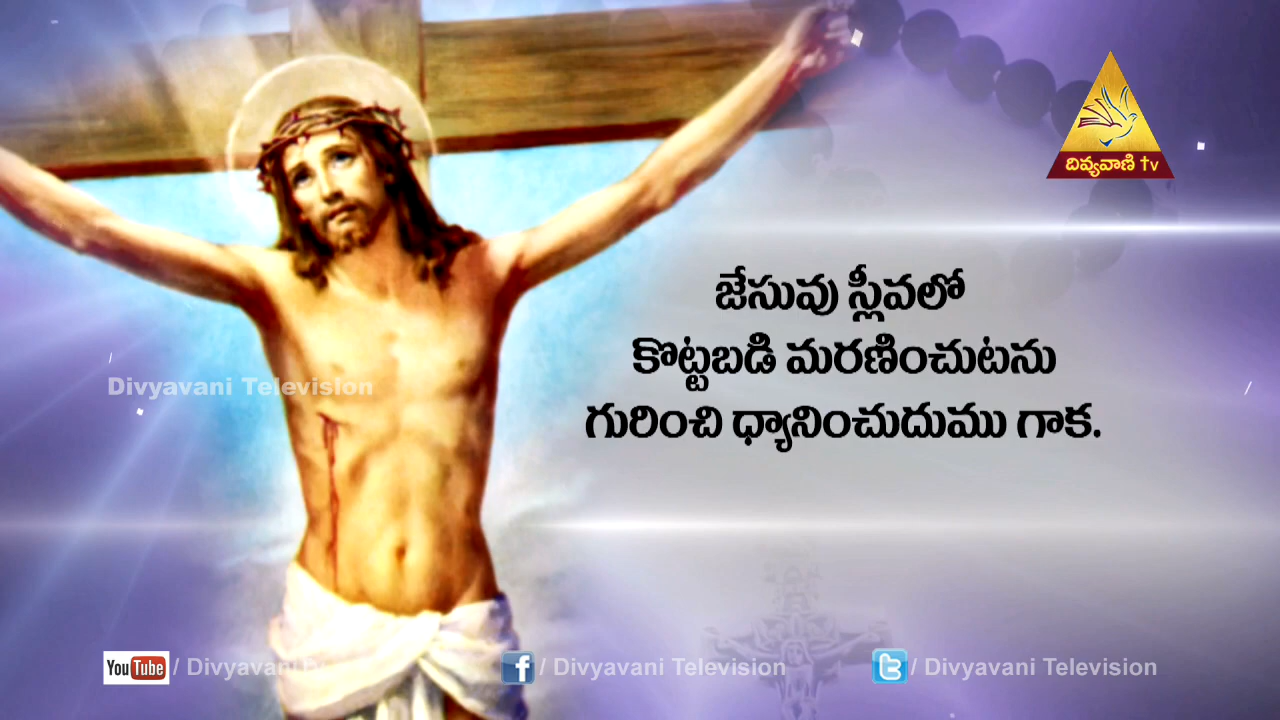 దివ్యవాణి tv
జేసువు స్లీవలో
కొట్టబడి మరణించుటను
గురించి ధ్యానించుదుము గాక.
Divyavani Television
YouTube / Divyavani
f / Divyavani Television
/ Divyavani Television